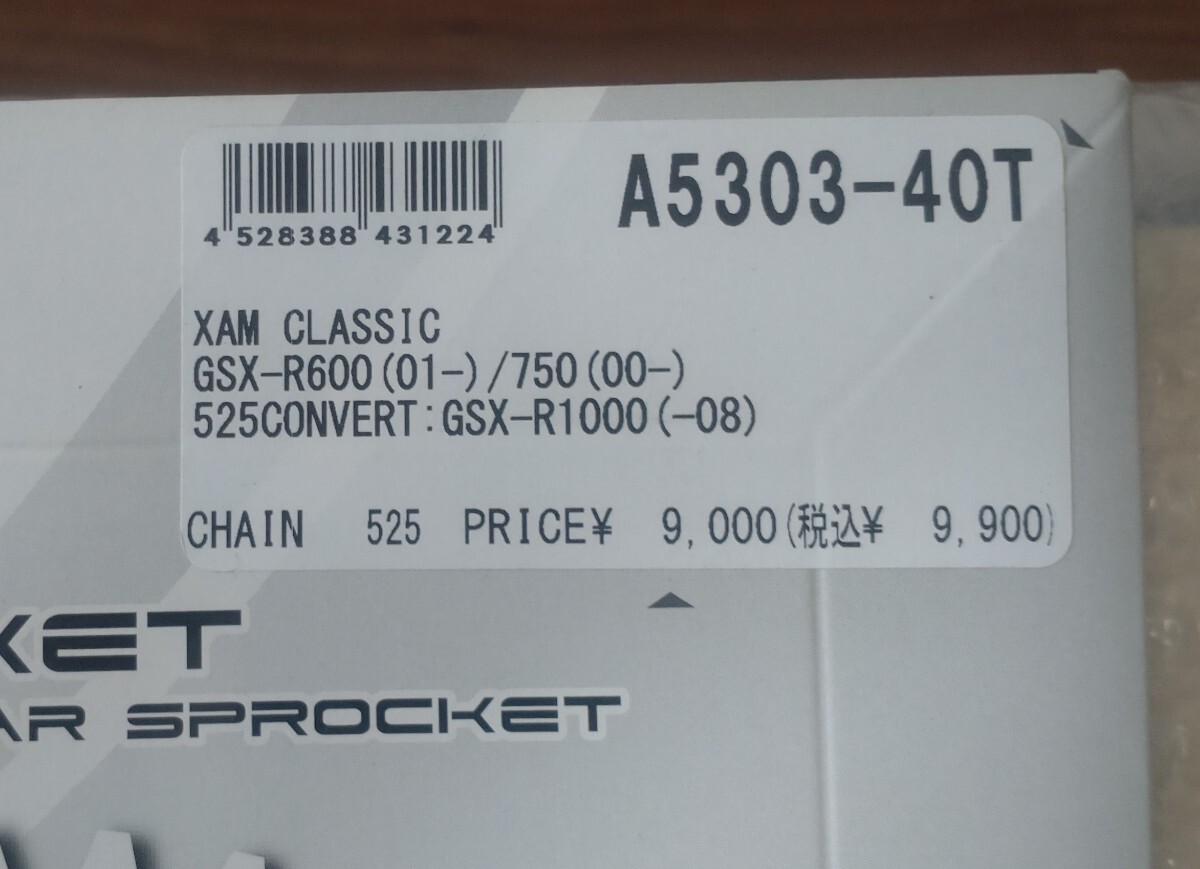 A5303-40T
4 528388 431224
XAM CLASSIC
GSX-R600(01-)/750(00-)
525CONVERT:GSX-R1000(-08)
CHAIN 525 PRICE¥ 9,000(税込¥ 9,900)
KET
AR SPROCKET